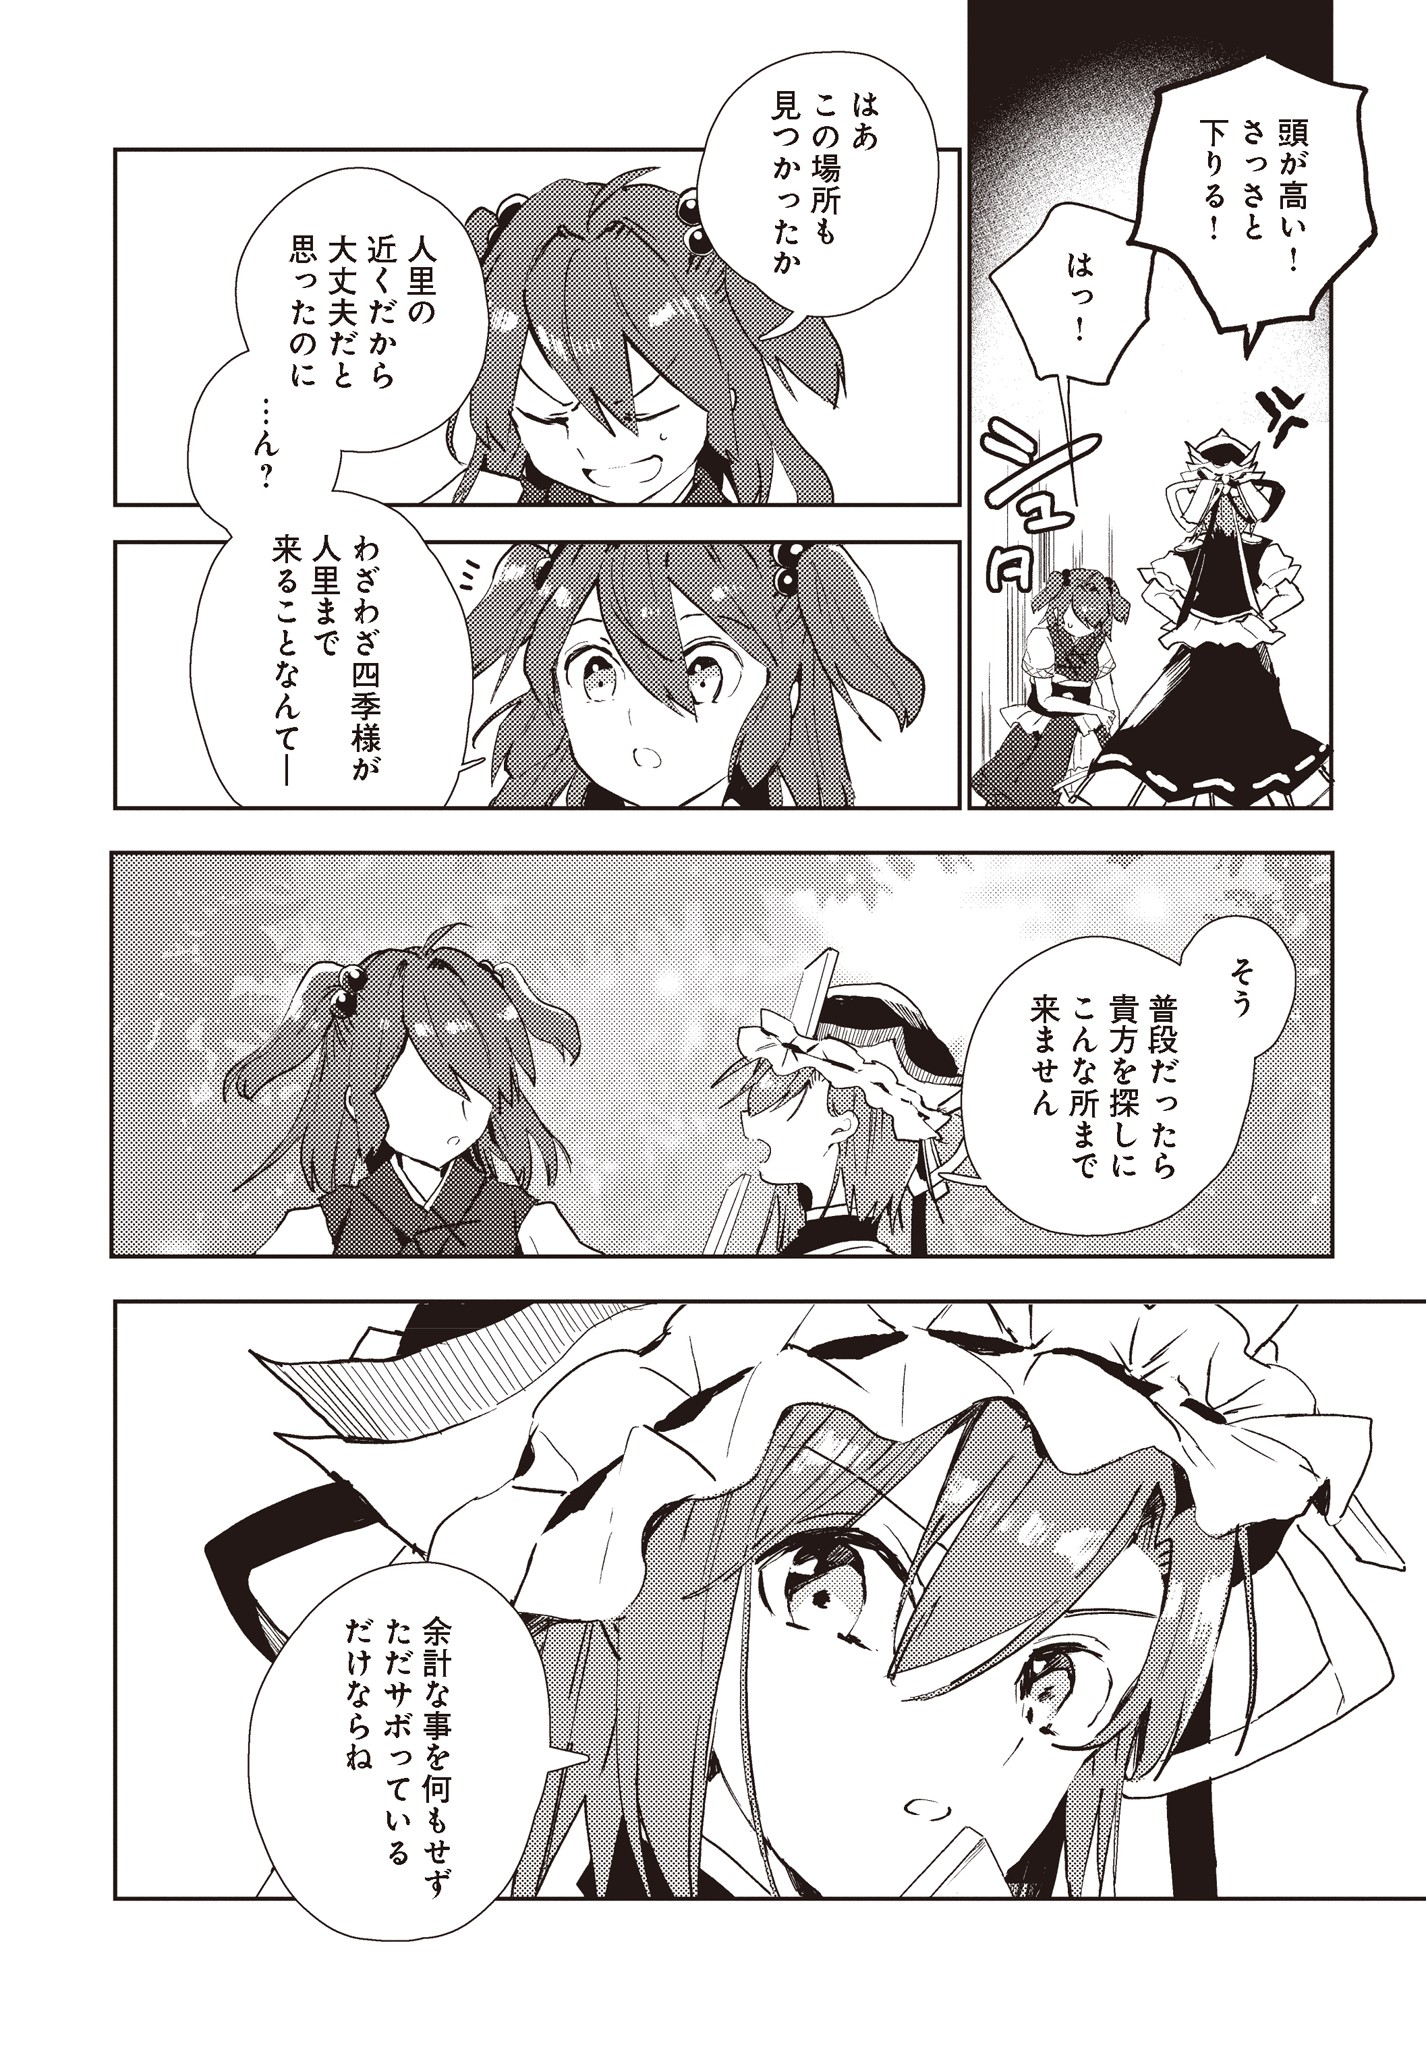 頭が高い！
さっさと
下りる！
はっ！
シュタ
はあ
この場所も
見つかったか
人里の
近くだから
大丈夫だと
思ったのに
…ん？
わざわざ四季様が
人里まで
来ることなんて―
そう
普段だったら
貴方を探しに
こんな所まで
来ません
余計な事を何もせず
ただサボっている
だけならね